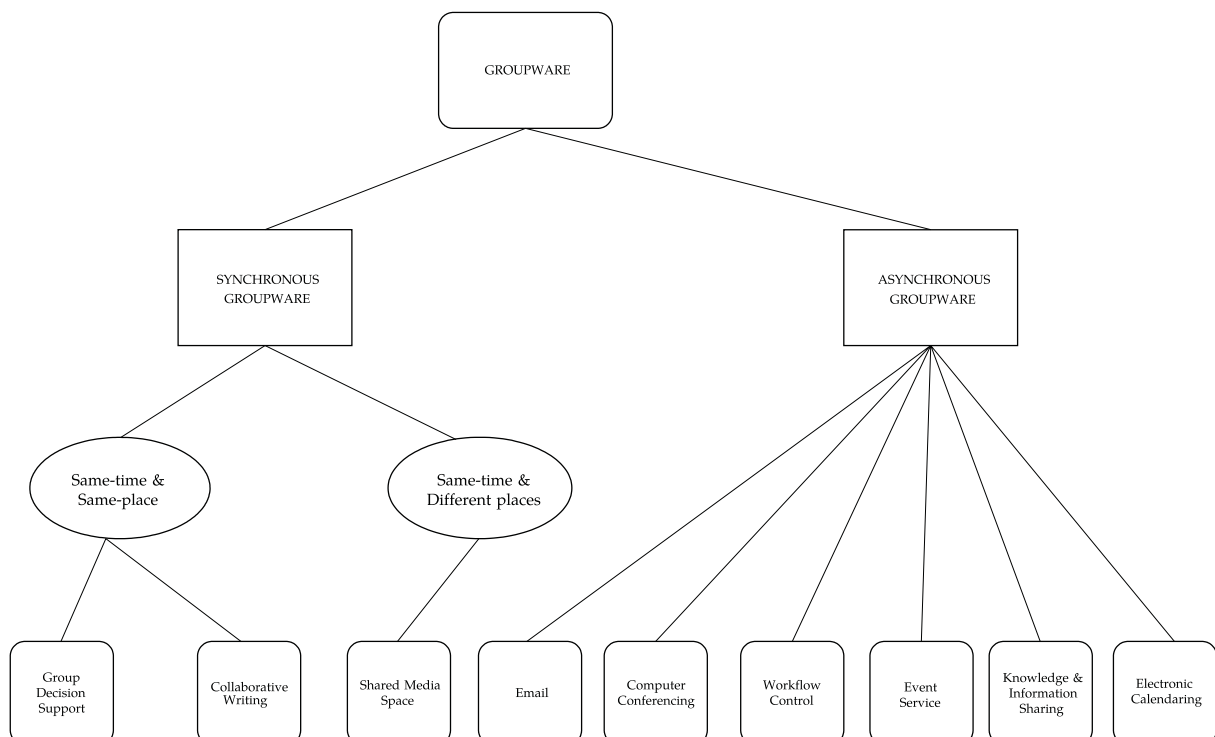 GROUPWARE
SYNCHRONOUS
GROUPWARE
ASYNCHRONOUS
GROUPWARE
Same-time &
Same-place
Same-time &
Different places
Group
Decision
Support
Collaborative
Writing
Shared Media
Space
Email
Computer
Conferencing
Workflow
Control
Event
Service
Knowledge &
Information
Sharing
Electronic
Calendaring